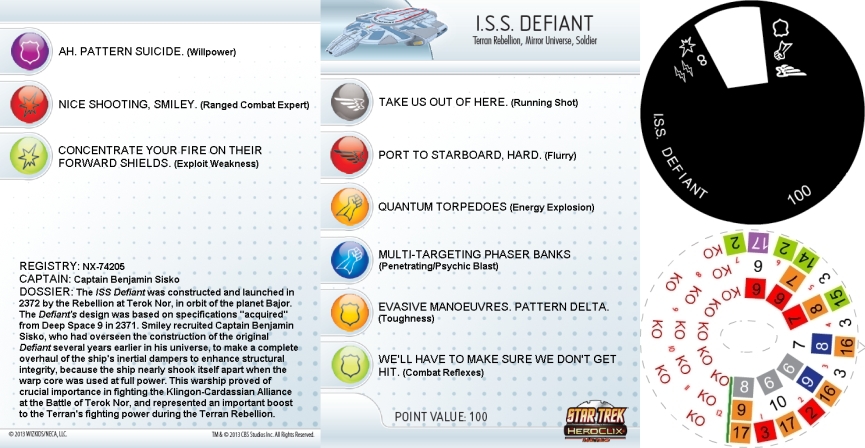 AH. PATTERN SUICIDE. (Willpower)
NICE SHOOTING, SMILEY. (Ranged Combat Expert)
CONCENTRATE YOUR FIRE ON THEIR
FORWARD SHIELDS. (Exploit Weakness)
REGISTRY: NX-74205
CAPTAIN: Captain Benjamin Sisko
DOSSIER: The ISS Defiant was constructed and launched in
2372 by the Rebellion at Terok Nor, in orbit of the planet Bajor.
The Defiant's design was based on specifications "acquired"
from Deep Space 9 in 2371. Smiley recruited Captain Benjamin
Sisko, who had overseen the construction of the original
Defiant several years earlier in his universe, to make a complete
overhaul of the ship's inertial dampers to enhance structural
integrity, because the ship nearly shook itself apart when the
warp core was used at full power. This warship proved of
crucial importance in fighting the Klingon-Cardassian Alliance
at the Battle of Terok Nor, and represented an important boost
to the Terran's fighting power during the Terran Rebellion.
© 2013 WIZKIDS/NECA, LLC.
TM & © 2013 CBS Studios Inc. All Rights Reserved.
I.S.S. DEFIANT
Terran Rebellion, Mirror Universe, Soldier
TAKE US OUT OF HERE. (Running Shot)
PORT TO STARBOARD, HARD. (Flurry)
QUANTUM TORPEDOES (Energy Explosion)
MULTI-TARGETING PHASER BANKS
(Penetrating/Psychic Blast)
EVASIVE MANOEUVRES. PATTERN DELTA.
(Toughness)
WE'LL HAVE TO MAKE SURE WE DON'T GET
HIT. (Combat Reflexes)
POINT VALUE: 100
STAR TREK
HEROCLIX
8
I.S.S. DEFIANT
100
2 17 2 14
3
15
3
16
3
16
2
17
3
17
9
8
6
6
9
10
7
8
8
7
7
6
6
6
9
KO KO KO KO KO KO KO KO KO KO KO KO